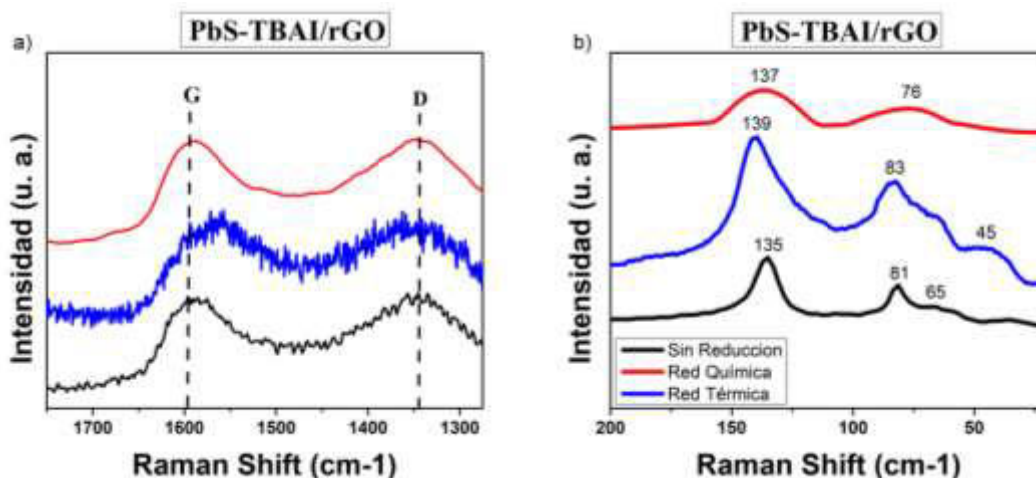 a)
PbS-TBAI/rGO
G
D
Intensidad (u. a.)
1700
1600
1500
1400
1300
Raman Shift (cm-1)
b)
PbS-TBAI/rGO
137
76
139
83
45
135
81
65
Intensidad (u. a.)
Sin Reduccion
Red Química
Red Térmica
200
150
100
50
Raman Shift (cm-1)